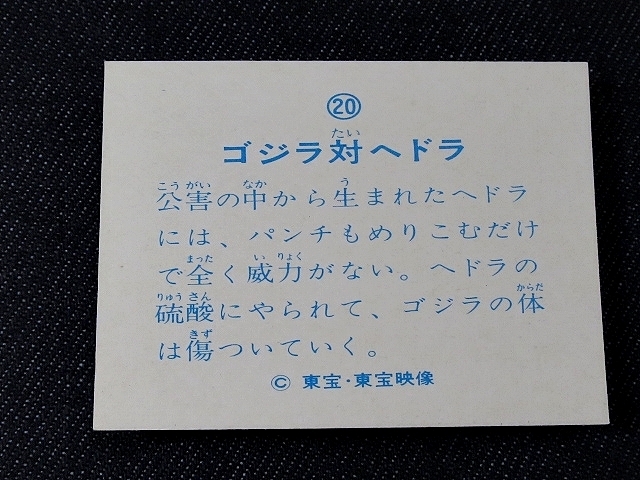 ⑳
ゴジラ対ヘドラ
公害の中から生まれたヘドラ
には、パンチもめりこむだけ
で全く威力がない。ヘドラの
硫酸にやられて、ゴジラの体
は傷ついていく。
© 東宝・東宝映像